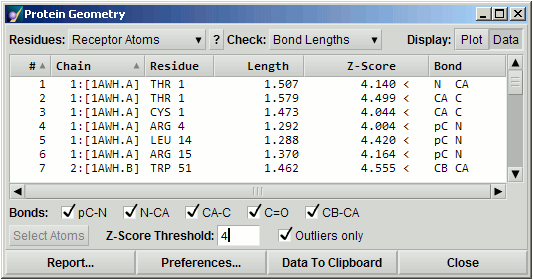 Protein Geometry
Residues: Receptor Atoms ? Check: Bond Lengths Display: Plot Data
# Chain Residue Length Z-Score Bond
1 1:[1AWH.A] THR 1 1.507 4.140 < N CA
2 1:[1AWH.A] THR 1 1.579 4.499 < CA C
3 1:[1AWH.A] CYS 1 1.473 4.044 < CA C
4 1:[1AWH.A] ARG 4 1.292 4.004 < pC N
5 1:[1AWH.A] LEU 14 1.288 4.420 < pC N
6 1:[1AWH.A] ARG 15 1.370 4.164 < pC N
7 2:[1AWH.B] TRP 51 1.462 4.555 < CB CA
Bonds: pC-N N-CA CA-C C=O CB-CA
Select Atoms Z-Score Threshold: 4 Outliers only
Report... Preferences... Data To Clipboard Close